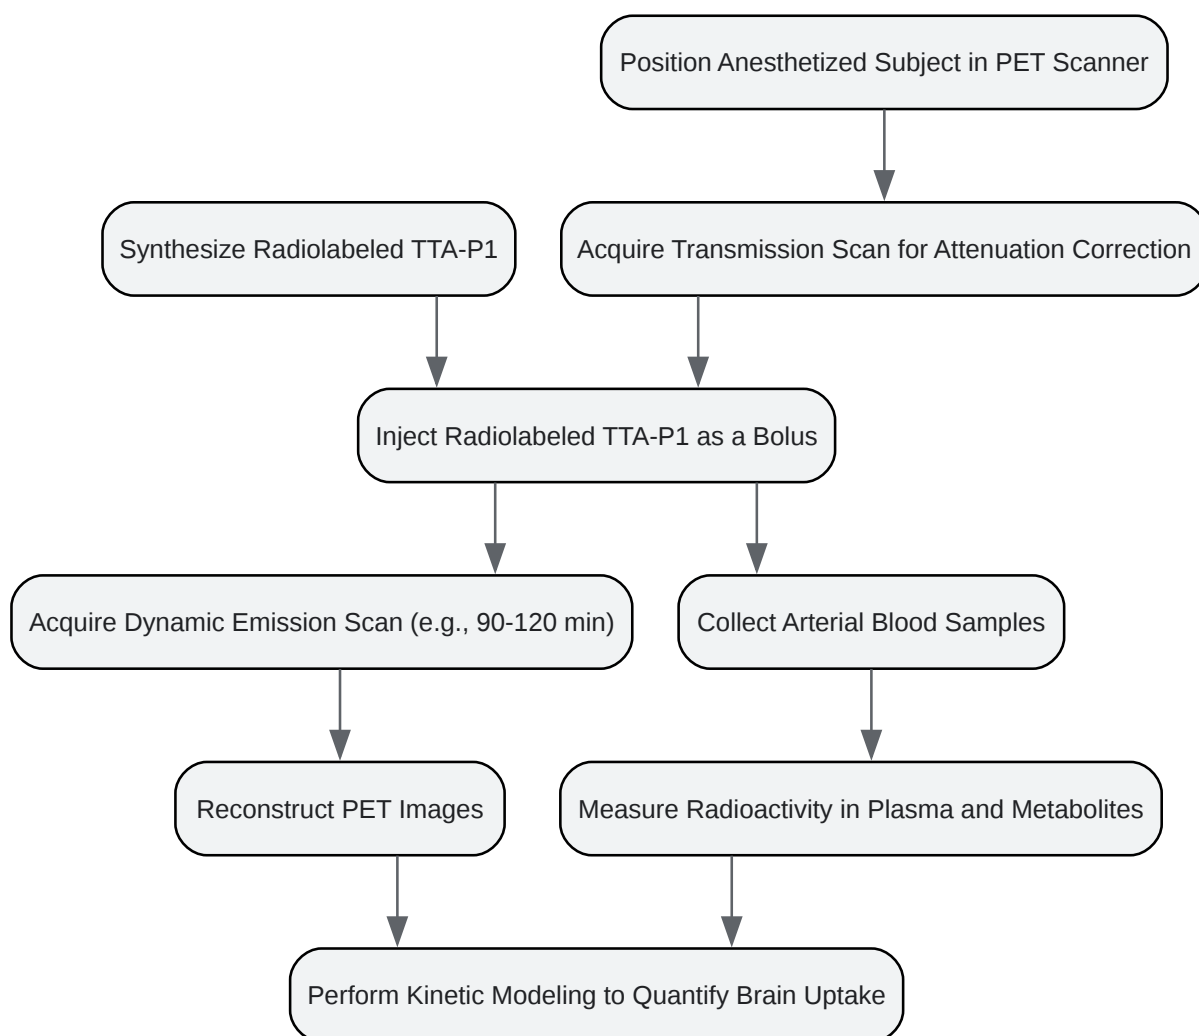 Position Anesthetized Subject in PET Scanner
Synthesize Radiolabeled TTA-P1
Acquire Transmission Scan for Attenuation Correction
Inject Radiolabeled TTA-P1 as a Bolus
Acquire Dynamic Emission Scan (e.g., 90-120 min)
Collect Arterial Blood Samples
Reconstruct PET Images
Measure Radioactivity in Plasma and Metabolites
Perform Kinetic Modeling to Quantify Brain Uptake